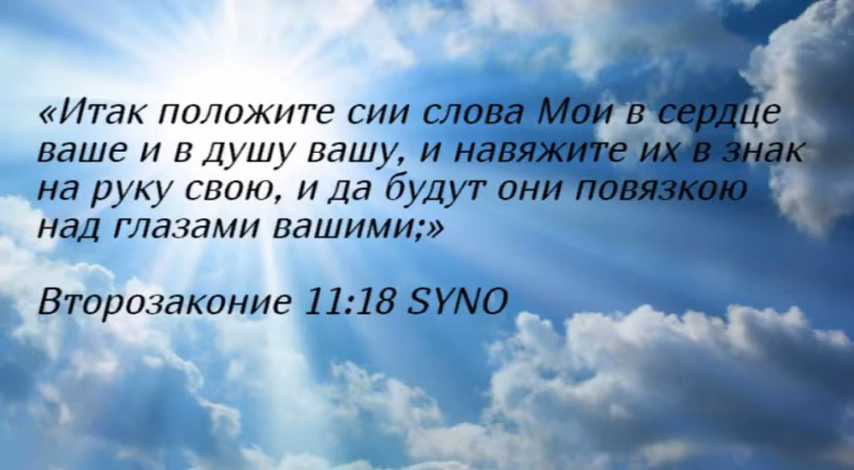 «Итак положите сии слова Мои в сердце
ваше и в душу вашу, и навяжите их в знак
на руку свою, и да будут они повязкою
над глазами вашими;»
Второзаконие 11:18 SYNO